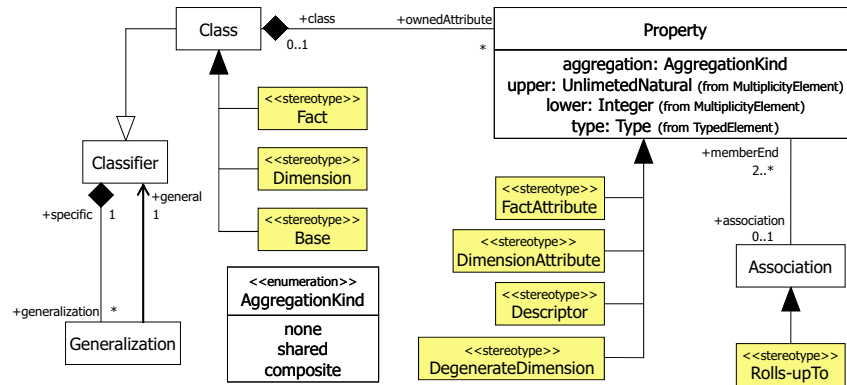 Class
+class
0..1
+ownedAttribute
*
Property
aggregation: AggregationKind
upper: UnlimetedNatural (from MultiplicityElement)
lower: Integer (from MultiplicityElement)
type: Type (from TypedElement)
<<stereotype>>
Fact
<<stereotype>>
Dimension
<<stereotype>>
Base
Classifier
+specific
1
+general
1
+generalization
*
Generalization
<<enumeration>>
AggregationKind
none
shared
composite
<<stereotype>>
FactAttribute
<<stereotype>>
DimensionAttribute
<<stereotype>>
Descriptor
<<stereotype>>
DegenerateDimension
+memberEnd
2..*
+association
0..1
Association
<<stereotype>>
Rolls-upTo